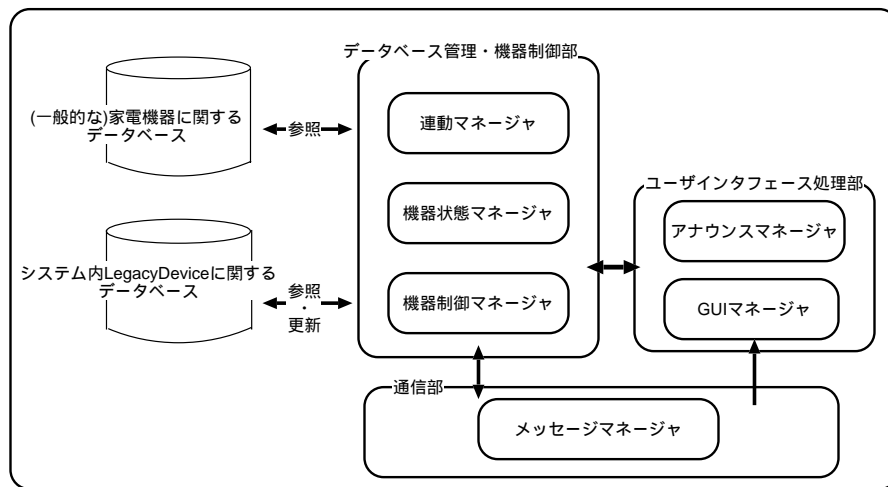 データベース管理・機器制御部
(一般的な)家電機器に関する
データベース
参照
連動マネージャ
機器状態マネージャ
機器制御マネージャ
システム内LegacyDeviceに関する
データベース
参照
・
更新
ユーザインタフェース処理部
アナウンスマネージャ
GUIマネージャ
通信部
メッセージマネージャ